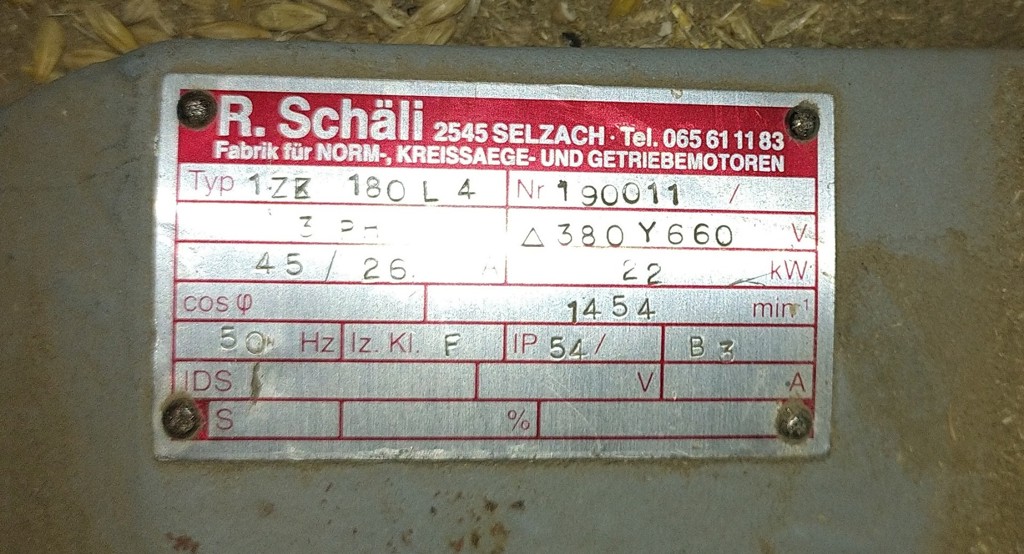 R. Schäli 2545 SELZACH · Tel. 065 61 11 83
Fabrik für NORM-, KREISSAEGE- UND GETRIEBEMOTOREN
Typ 180 L 4 Nr 190011 /
3 △ 380 Y 660 V
45 / 26 A 22 kW
cos φ 1454 min⁻¹
50 Hz Iz. Kl. F IP 54 / B 3
IDS V A
S %